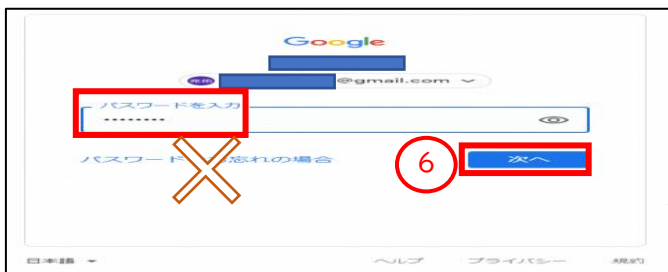 Google
@gmail.com
パスワードを入力
••••••••
パスワード
忘れの場合
6
次へ
日本語
ヘルプ
プライバシー
規約